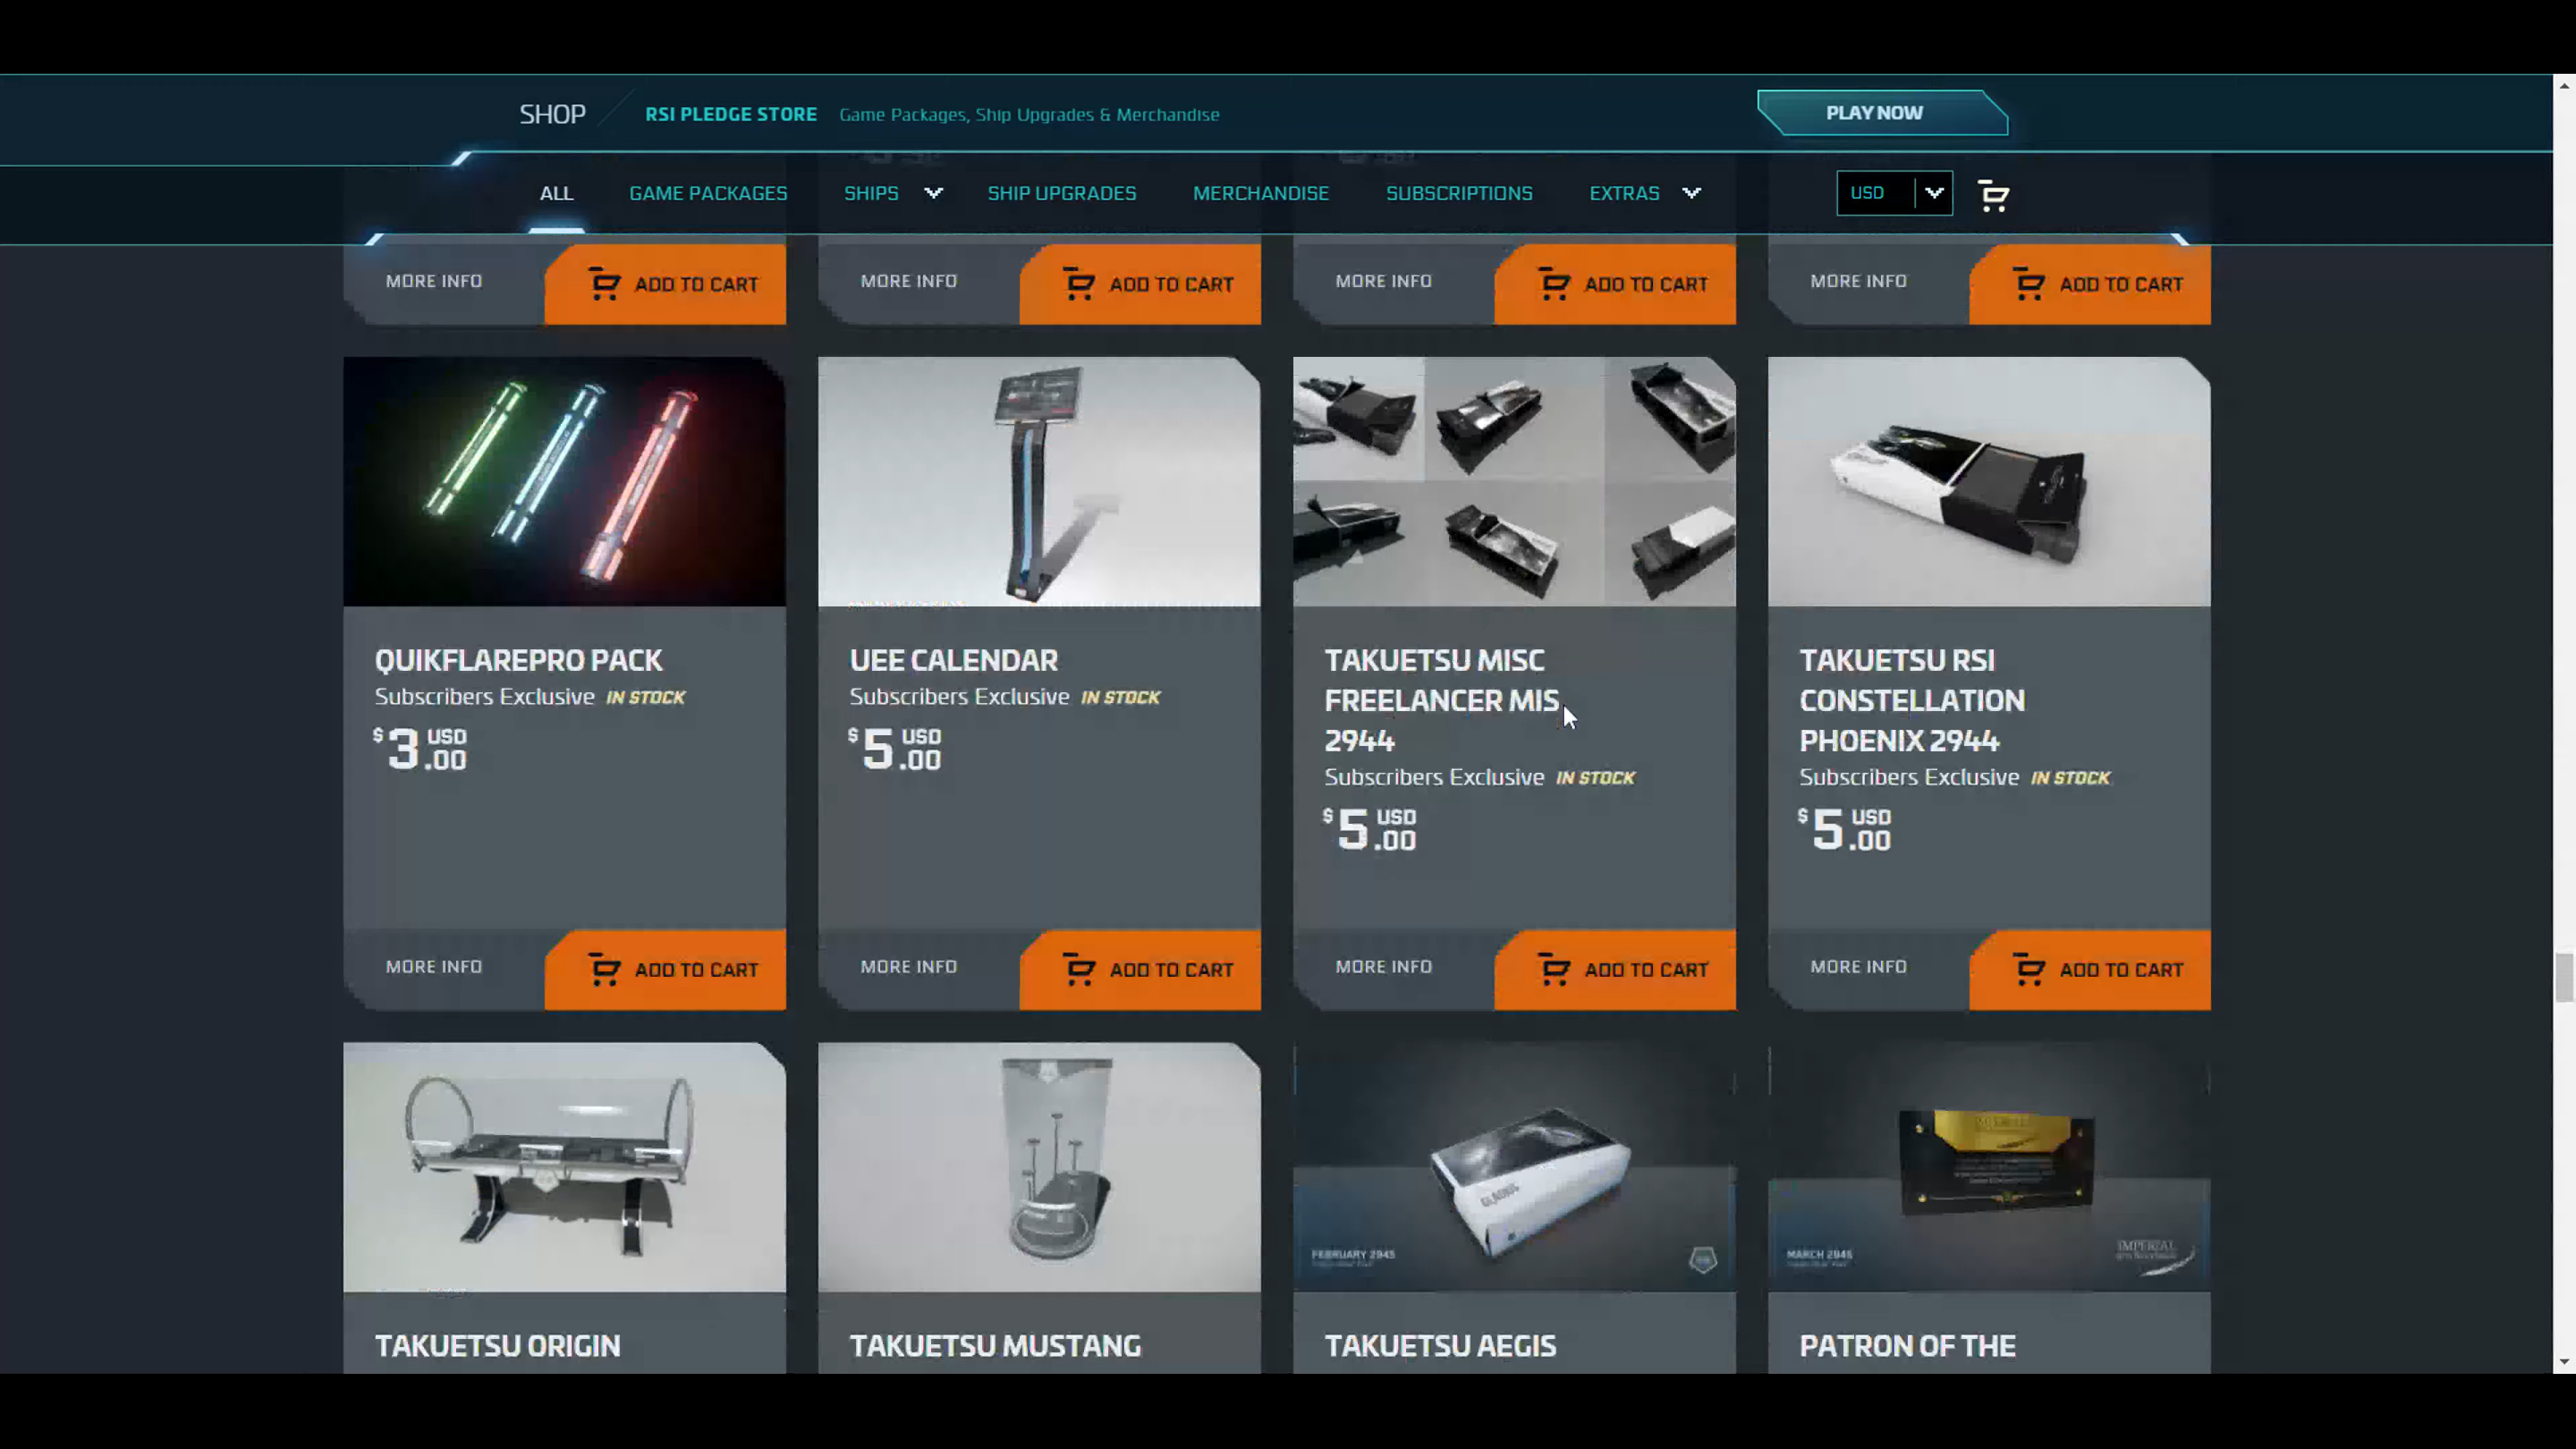 SHOP
RSI PLEDGE STORE Game Packages, Ship Upgrades & Merchandise
PLAY NOW
ALL GAME PACKAGES SHIPS SHIP UPGRADES MERCHANDISE SUBSCRIPTIONS EXTRAS USD
MORE INFO ADD TO CART MORE INFO ADD TO CART MORE INFO ADD TO CART MORE INFO ADD TO CART
QUIKFLAREPRO PACK
Subscribers Exclusive IN STOCK
$3.00 USD
UEE CALENDAR
Subscribers Exclusive IN STOCK
$5.00 USD
TAKUETSU MISC
FREELANCER MIS
2944
Subscribers Exclusive IN STOCK
$5.00 USD
TAKUETSU RSI
CONSTELLATION
PHOENIX 2944
Subscribers Exclusive IN STOCK
$5.00 USD
MORE INFO ADD TO CART MORE INFO ADD TO CART MORE INFO ADD TO CART MORE INFO ADD TO CART
GLADIUS
FEBRUARY 2945
MARCH 2945
IMPERIAL
TAKUETSU ORIGIN
TAKUETSU MUSTANG
TAKUETSU AEGIS
PATRON OF THE